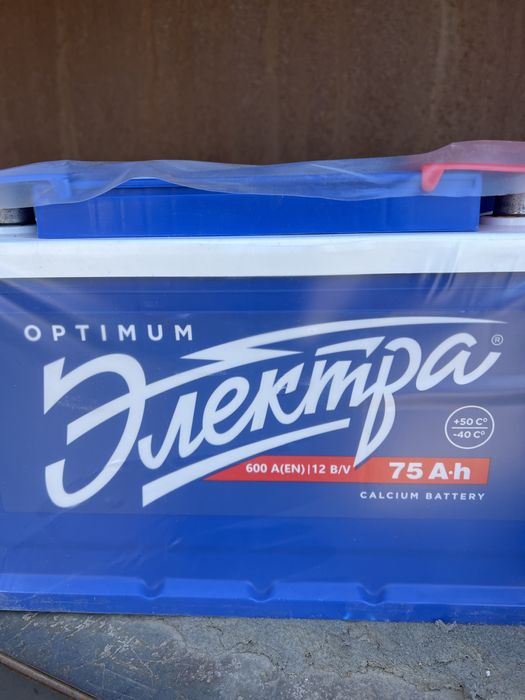 OPTIMUM
Электра®
+50 C°
-40 C°
600 A(EN)|12 B/V
75 A·h
CALCIUM BATTERY